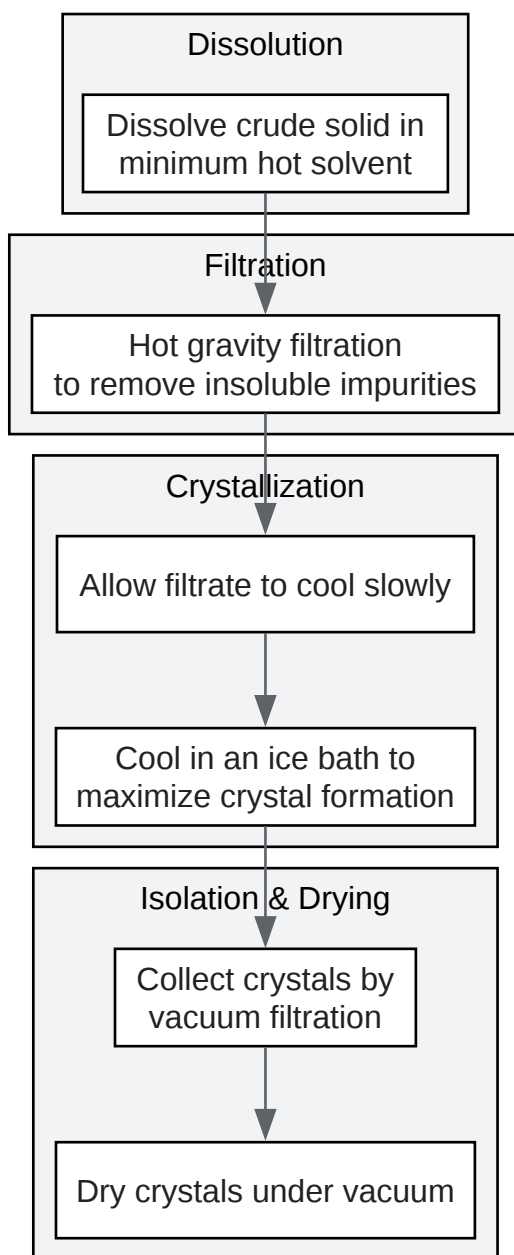 Dissolution
Dissolve crude solid in
minimum hot solvent
Filtration
Hot gravity filtration
to remove insoluble impurities
Crystallization
Allow filtrate to cool slowly
Cool in an ice bath to
maximize crystal formation
Isolation & Drying
Collect crystals by
vacuum filtration
Dry crystals under vacuum